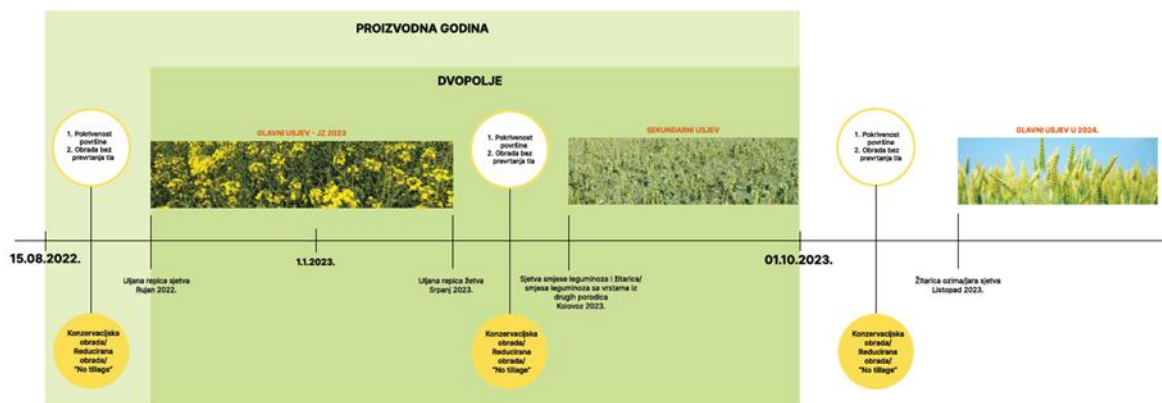 PROIZVODNA GODINA
DVOPOLJE
1. Pokrivenost
površine
2. Obrada bez
prevrtanja tla
GLAVNI USJEV - JZ 2023
1. Pokrivenost
površine
2. Obrada bez
prevrtanja tla
SEKUNDARNI USJEV
1. Pokrivenost
površine
2. Obrada bez
prevrtanja tla
GLAVNI USJEV U 2024.
15.08.2022.
Uljana repica sjetva
Rujan 2022.
1.1.2023.
Uljana repica žetva
Srpanj 2023.
Sjetva smjese leguminoza i žitarica/
smjesa leguminoza sa vrstama iz
drugih porodica
Kolovoz 2023.
01.10.2023.
Žitarica ozima/jara sjetva
Listopad 2023.
Konzervacijska
obrada/
Reducirana
obrada/
"No tillage"
Konzervacijska
obrada/
Reducirana
obrada/
"No tillage"
Konzervacijska
obrada/
Reducirana
obrada/
"No tillage"